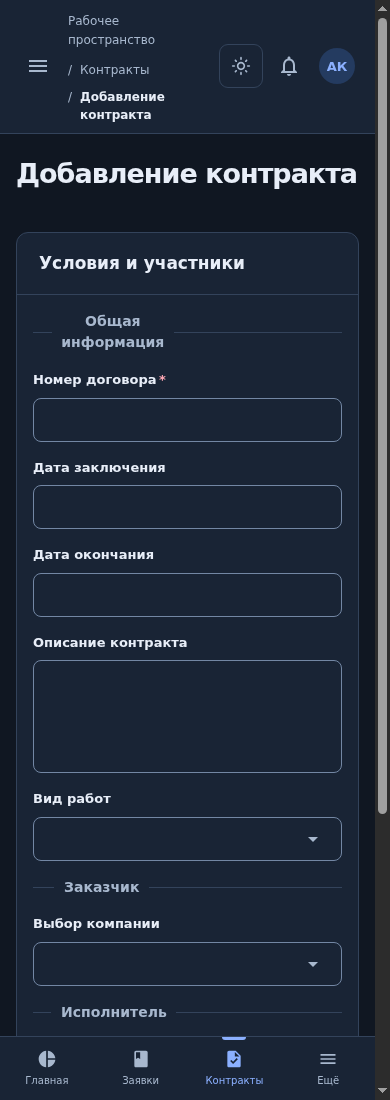 Рабочее
пространство
/ Контракты
/ Добавление
контракта
АК
Добавление контракта
Условия и участники
Общая
информация
Номер договора *
Дата заключения
Дата окончания
Описание контракта
Вид работ
Заказчик
Выбор компании
Исполнитель
Главная
Заявки
Контракты
Ещё